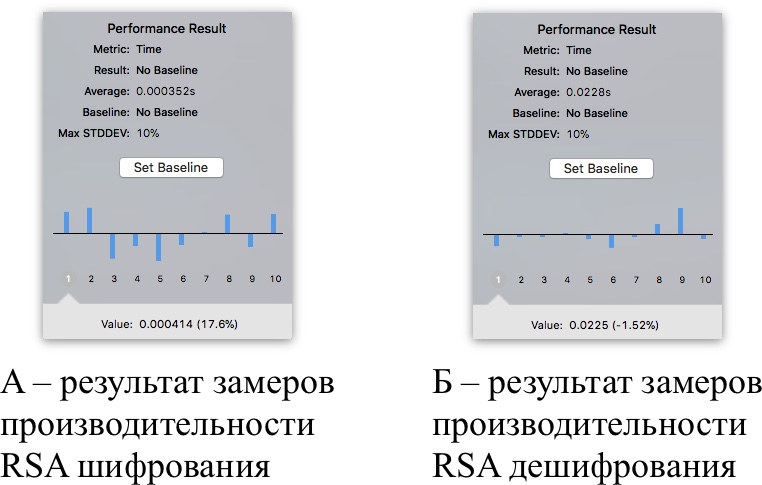 Performance Result
Metric: Time
Result: No Baseline
Average: 0.000352s
Baseline: No Baseline
Max STDDEV: 10%
Set Baseline
1 2 3 4 5 6 7 8 9 10
Value: 0.000414 (17.6%)
А – результат замеров
производительности
RSA шифрования
Performance Result
Metric: Time
Result: No Baseline
Average: 0.0228s
Baseline: No Baseline
Max STDDEV: 10%
Set Baseline
1 2 3 4 5 6 7 8 9 10
Value: 0.0225 (-1.52%)
Б – результат замеров
производительности
RSA дешифрования